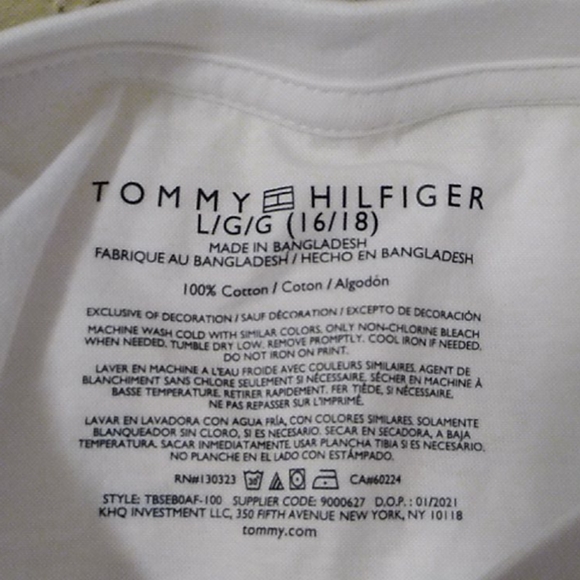 TOMMY HILFIGER
L/G/G (16/18)
MADE IN BANGLADESH
FABRIQUE AU BANGLADESH / HECHO EN BANGLADESH
100% Cotton / Coton / Algodón
EXCLUSIVE OF DECORATION / SAUF DÉCORATION / EXCEPTO DE DECORACIÓN
MACHINE WASH COLD WITH SIMILAR COLORS. ONLY NON-CHLORINE BLEACH
WHEN NEEDED. TUMBLE DRY LOW. REMOVE PROMPTLY. COOL IRON IF NEEDED.
DO NOT IRON ON PRINT.
LAVER EN MACHINE A L'EAU FROIDE AVEC COULEURS SIMILAIRES. AGENT DE
BLANCHIMENT SANS CHLORE SEULEMENT SI NÉCESSAIRE. SÉCHER EN MACHINE À
BASSE TEMPERATURE. RETIRER RAPIDEMENT. FER TIÈDE, SI NÉCESSAIRE.
NE PAS REPASSER SUR L'IMPRIMÉ.
LAVAR EN LAVADORA CON AGUA FRÍA, CON COLORES SIMILARES. SOLAMENTE
BLANQUEADOR SIN CLORO, SI ES NECESARIO. SECAR EN SECADORA, A BAJA
TEMPERATURA. SACAR INMEDIATAMENTE. USAR PLANCHA TIBIA SI ES NECESARIO.
NO PLANCHE EN EL LADO CON ESTÁMPADO.
RN#130323 CA#60224
STYLE: TBSEB0AF-100 SUPPLIER CODE: 9000627 D.O.P.: 01/2021
KHQ INVESTMENT LLC, 350 FIFTH AVENUE NEW YORK, NY 10118
tommy.com